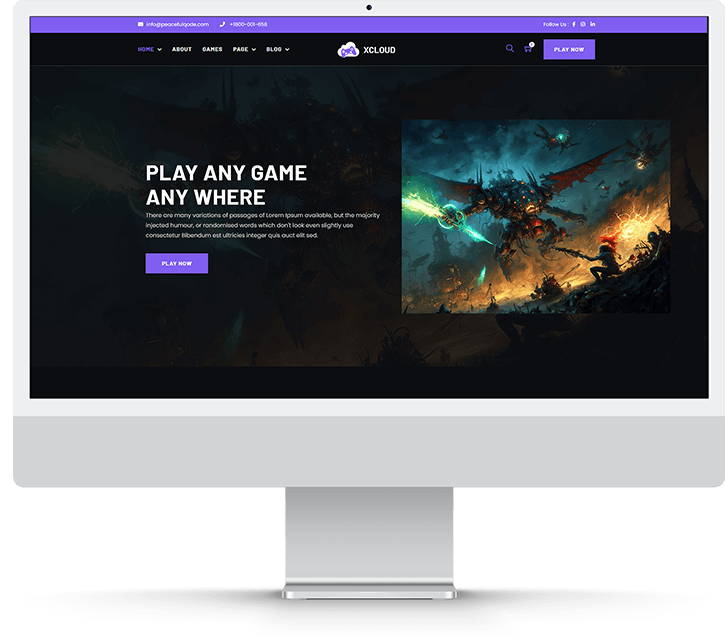 info@peacefulqode.com +1800-001-658 Follow Us :
HOME ABOUT GAMES PAGE BLOG XCLOUD 0 PLAY NOW
PLAY ANY GAME
ANY WHERE
There are many variations of passages of Lorem Ipsum available, but the majority
injected humour, or randomised words which don't look even slightly use
consectetur Bibendum est ultricies integer quis auct elit sed.
PLAY NOW